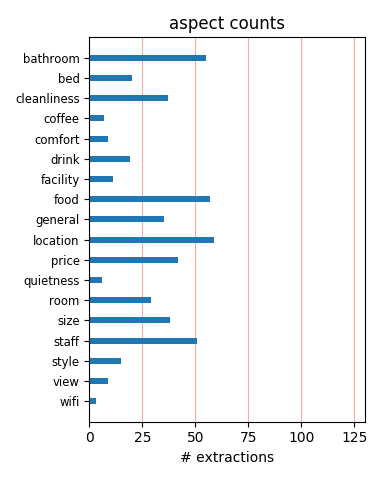 aspect counts
bathroom
bed
cleanliness
coffee
comfort
drink
facility
food
general
location
price
quietness
room
size
staff
style
view
wifi
0 25 50 75 100 125
# extractions